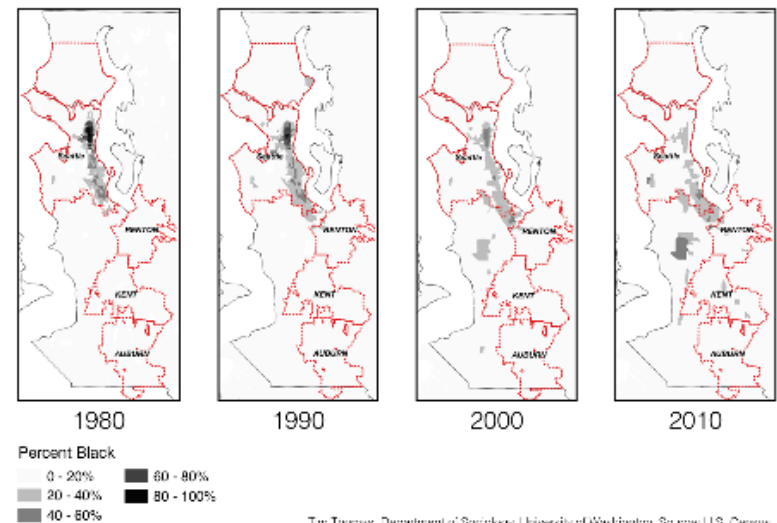 Seattle
RENTON
KENT
AUBURN
Seattle
RENTON
KENT
AUBURN
Seattle
RENTON
KENT
AUBURN
Seattle
RENTON
KENT
AUBURN
1980 1990 2000 2010
Percent Black
0 - 20% 60 - 80%
20 - 40% 80 - 100%
40 - 60%
Department of Sociology, University of Washington, Source: U.S. Census